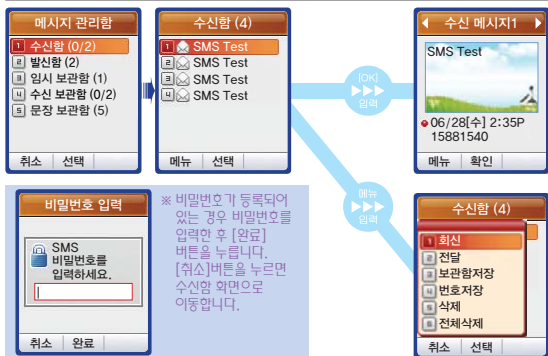 메시지 관리함
1 수신함 (0/2)
2 발신함 (2)
3 임시 보관함 (1)
4 수신 보관함 (0/2)
5 문장 보관함 (5)
취소 선택
수신함 (4)
1 SMS Test
2 SMS Test
3 SMS Test
4 SMS Test
메뉴 선택
[OK]
입력
수신 메시지1
SMS Test
06/28[수] 2:35P
15881540
메뉴 확인
비밀번호 입력
SMS
비밀번호를
입력하세요.
취소 완료
※ 비밀번호가 등록되어
있는 경우 비밀번호를
입력한 후 [완료]
버튼을 누릅니다.
[취소]버튼을 누르면
수신함 화면으로
이동합니다.
메뉴
입력
수신함 (4)
1 회신
2 전달
3 보관함저장
4 번호저장
5 삭제
6 전체삭제
취소 선택